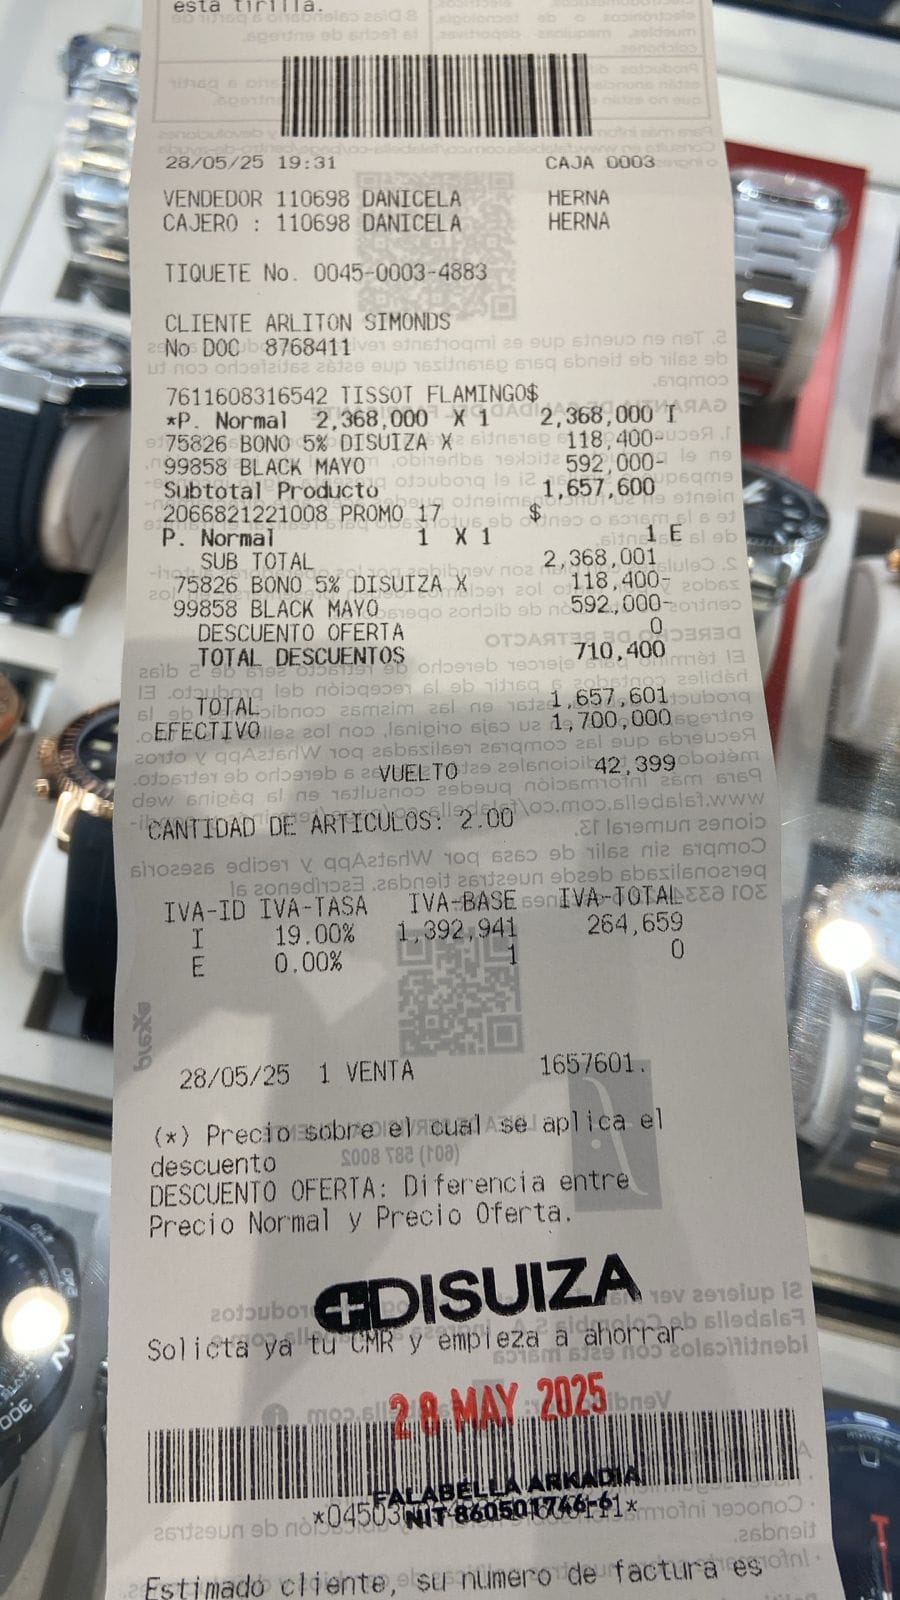 esta tirilla.
28/05/25 19:31 CAJA 0003
VENDEDOR 110698 DANICELA HERNA
CAJERO : 110698 DANICELA HERNA
TIQUETE No. 0045-0003-4883
CLIENTE ARLITON SIMONDS
No DOC 8768411
7611608316542 TISSOT FLAMINGO$
*P. Normal 2,368,000 X 1 2,368,000 I
75826 BONO 5% DISUIZA X 118,400-
99858 BLACK MAYO 592,000-
Subtotal Producto 1,657,600
2066821221008 PROMO 17 $
P. Normal 1 X 1 1 E
SUB TOTAL 2,368,001
75826 BONO 5% DISUIZA X 118,400-
99858 BLACK MAYO 592,000-
DESCUENTO OFERTA 0
TOTAL DESCUENTOS 710,400
TOTAL 1,657,601
EFECTIVO 1,700,000
VUELTO 42,399
CANTIDAD DE ARTICULOS: 2.00
IVA-ID IVA-TASA IVA-BASE IVA-TOTAL
I 19.00% 1,392,941 264,659
E 0.00% 1 0
28/05/25 1 VENTA 1657601.
(*) Precio sobre el cual se aplica el
descuento
DESCUENTO OFERTA: Diferencia entre
Precio Normal y Precio Oferta.
DISUIZA
Solicta ya tu CMR y empieza a ahorrar
28 MAY 2025
FALABELLA ARKADIA
NIT 860501746-6
Estimado cliente, su numero de factura es